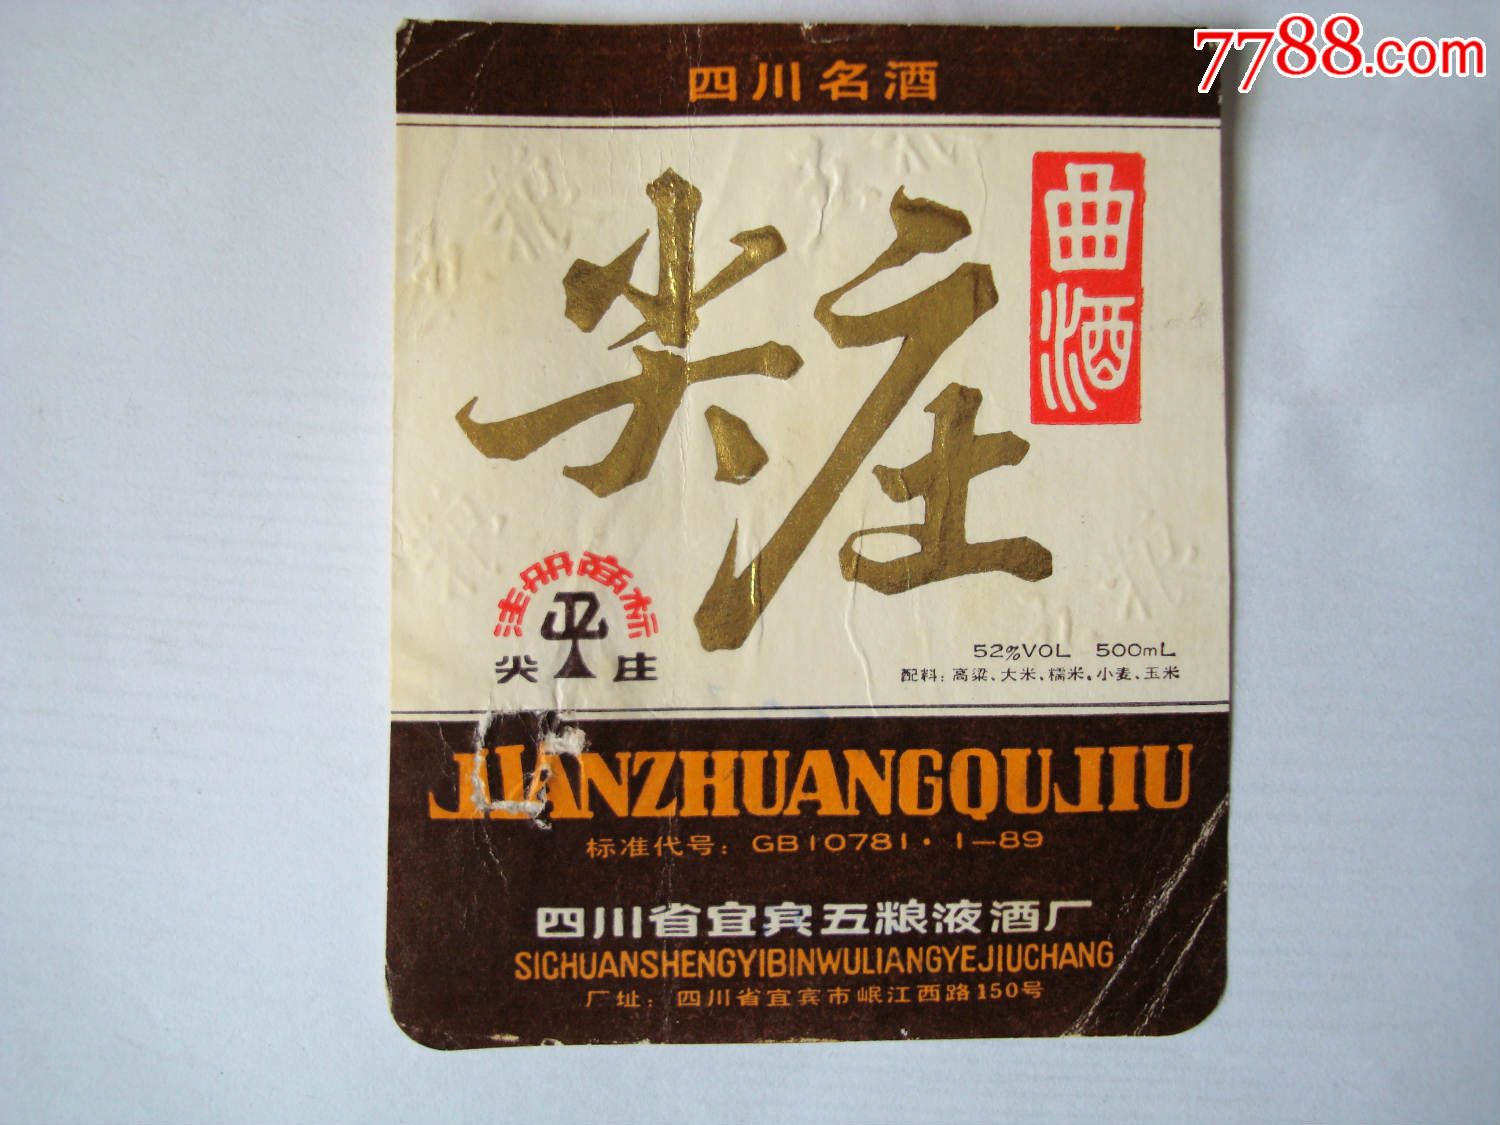 7788.com
四川名酒
尖庄
曲酒
注册商标
尖庄
52%VOL 500mL
配料：高粱、大米、糯米。小麦、玉米
JIANZHUANGQUJIU
标准代号：GB10781·1—89
四川省宜宾五粮液酒厂
SICHUANSHENGYIBINWULIANGYEJIUCHANG
厂址：四川省宜宾市岷江西路150号